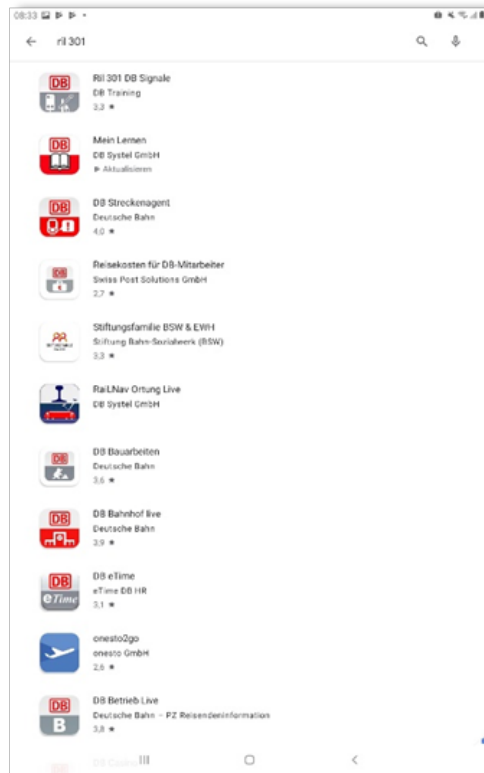 08:33
ril 301
DB
Ril 301 DB Signale
DB Training
3,3 ★
DB
Mein Lernen
DB Systel GmbH
Aktualisieren
DB
DB Streckenagent
Deutsche Bahn
4,0 ★
DB
Reisekosten für DB-Mitarbeiter
Swiss Post Solutions GmbH
2,7 ★
Stiftungsfamilie BSW & EWH
Stiftung Bahn-Sozialwerk (BSW)
3,3 ★
RaiLNav Ortung Live
DB Systel GmbH
DB
DB Bauarbeiten
Deutsche Bahn
3,6 ★
DB
DB Bahnhof live
Deutsche Bahn
3,9 ★
DB
eTime
DB eTime
eTime DB HR
3,1 ★
onesto2go
onesto GmbH
2,6 ★
DB
B
DB Betrieb Live
Deutsche Bahn – PZ Reisendeninformation
3,8 ★